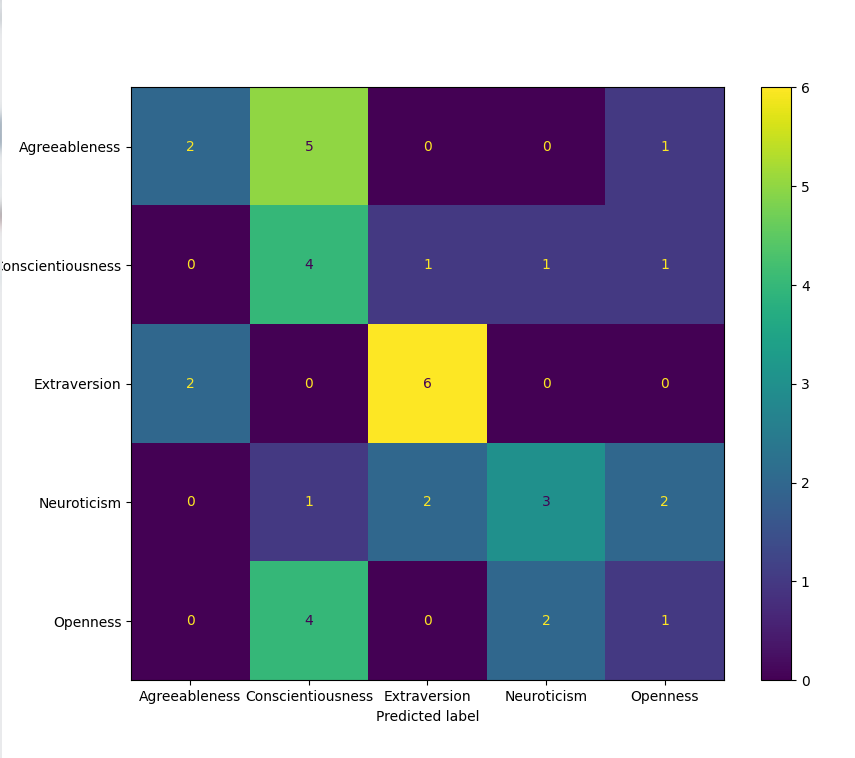 6
Agreeableness 2 5 0 0 1
5
onscientiousness 0 4 1 1 1
4
Extraversion 2 0 6 0 0
3
2
Neuroticism 0 1 2 3 2
1
Openness 0 4 0 2 1
0
Agreeableness Conscientiousness Extraversion Neuroticism Openness
Predicted label